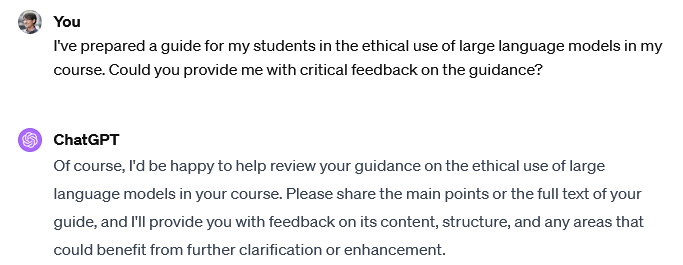 You
I've prepared a guide for my students in the ethical use of large language models in my
course. Could you provide me with critical feedback on the guidance?
ChatGPT
Of course, I'd be happy to help review your guidance on the ethical use of large
language models in your course. Please share the main points or the full text of your
guide, and I'll provide you with feedback on its content, structure, and any areas that
could benefit from further clarification or enhancement.